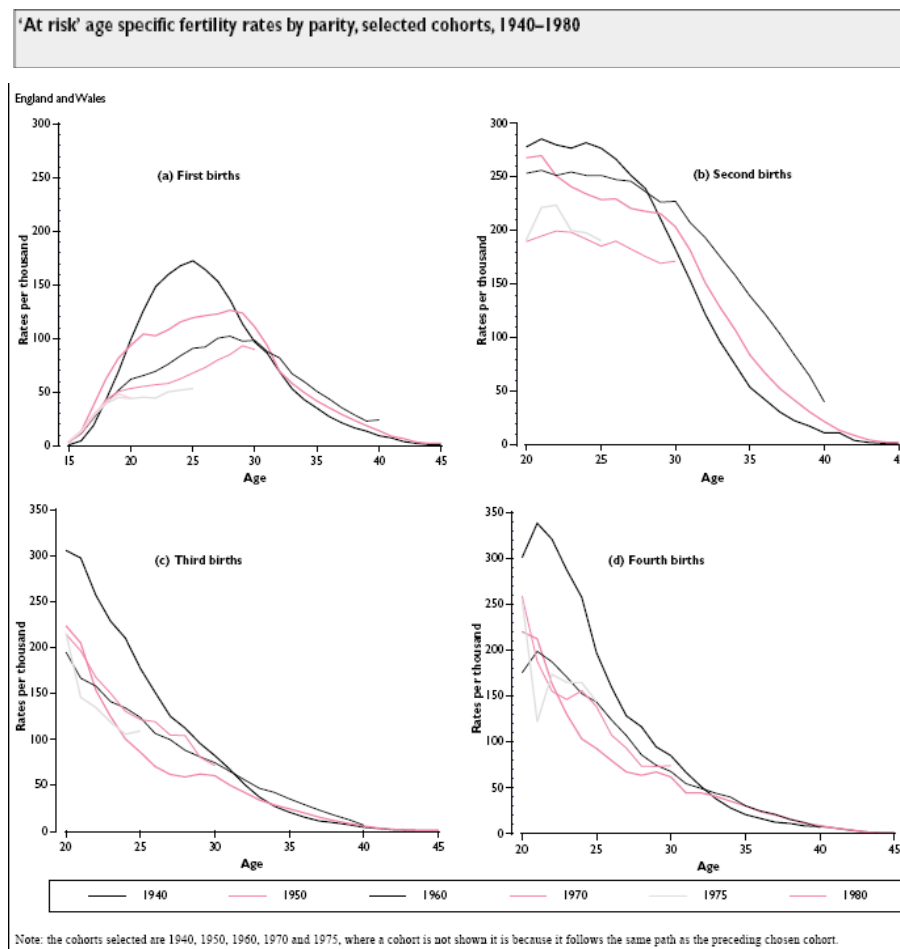 'At risk' age specific fertility rates by parity, selected cohorts, 1940–1980
England and Wales
300
250
200
150
100
50
0
Rates per thousand
(a) First births
15 20 25 30 35 40 45
Age
300
250
200
150
100
50
0
Rates per thousand
(b) Second births
20 25 30 35 40 45
Age
350
300
250
200
150
100
50
0
Rates per thousand
(c) Third births
20 25 30 35 40 45
Age
350
300
250
200
150
100
50
0
Rates per thousand
(d) Fourth births
20 25 30 35 40 45
Age
1940 1950 1960 1970 1975 1980
Note: the cohorts selected are 1940, 1950, 1960, 1970 and 1975, where a cohort is not shown it is because it follows the same path as the preceding chosen cohort.